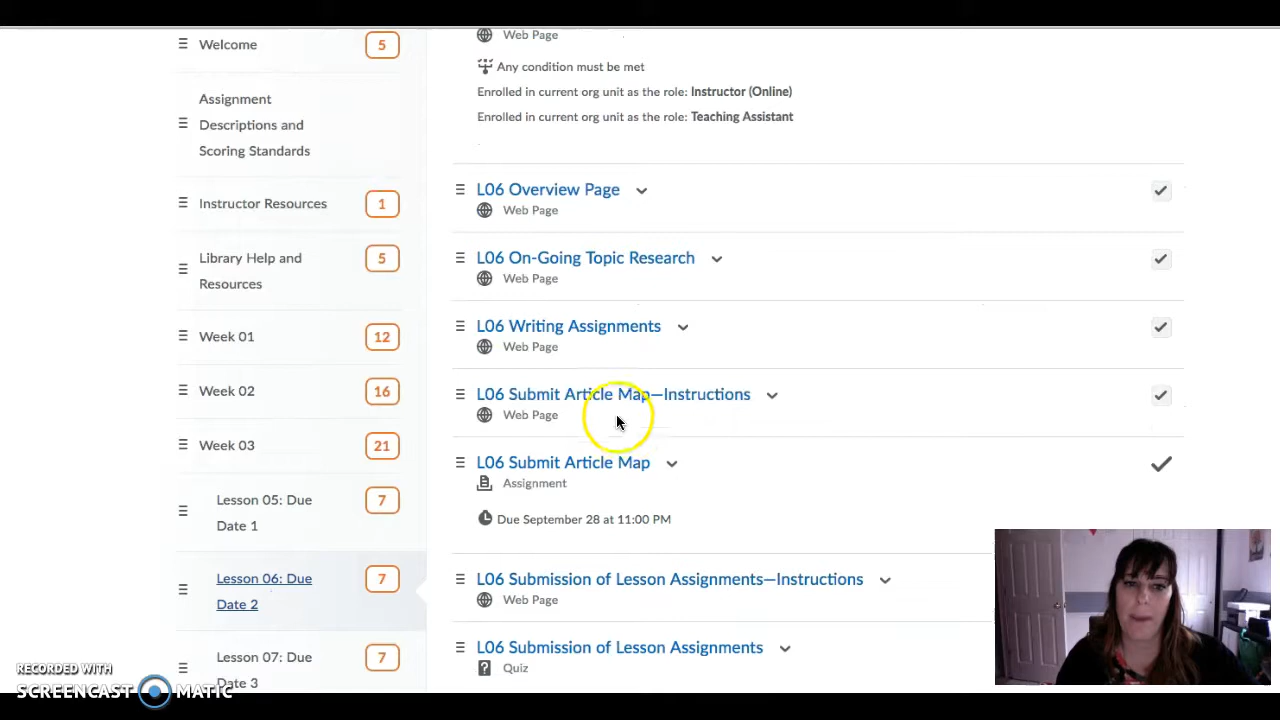 Welcome
5
Assignment
Descriptions and
Scoring Standards
Instructor Resources
1
Library Help and
Resources
5
Week 01
12
Week 02
16
Week 03
21
Lesson 05: Due
Date 1
7
Lesson 06: Due
Date 2
7
Lesson 07: Due
Date 3
7
Web Page
Any condition must be met
Enrolled in current org unit as the role: Instructor (Online)
Enrolled in current org unit as the role: Teaching Assistant
L06 Overview Page
Web Page
L06 On-Going Topic Research
Web Page
L06 Writing Assignments
Web Page
L06 Submit Article Map—Instructions
Web Page
L06 Submit Article Map
Assignment
Due September 28 at 11:00 PM
L06 Submission of Lesson Assignments—Instructions
Web Page
L06 Submission of Lesson Assignments
Quiz
RECORDED WITH
SCREENCAST MATIC